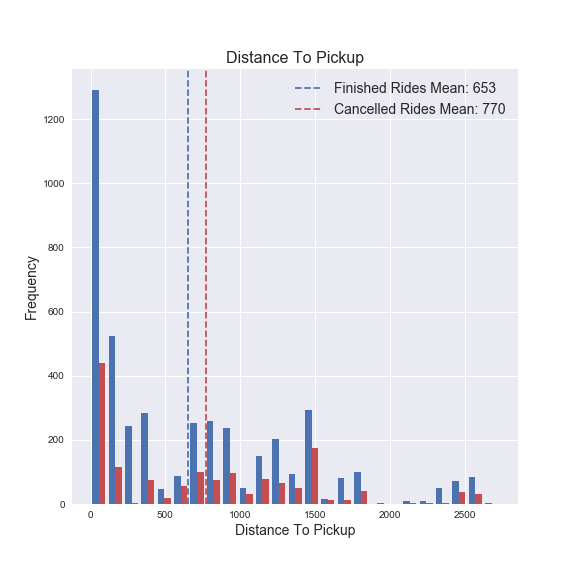 Distance To Pickup
Finished Rides Mean: 653
Cancelled Rides Mean: 770
1200
1000
800
600
400
200
0
Frequency
0 500 1000 1500 2000 2500
Distance To Pickup